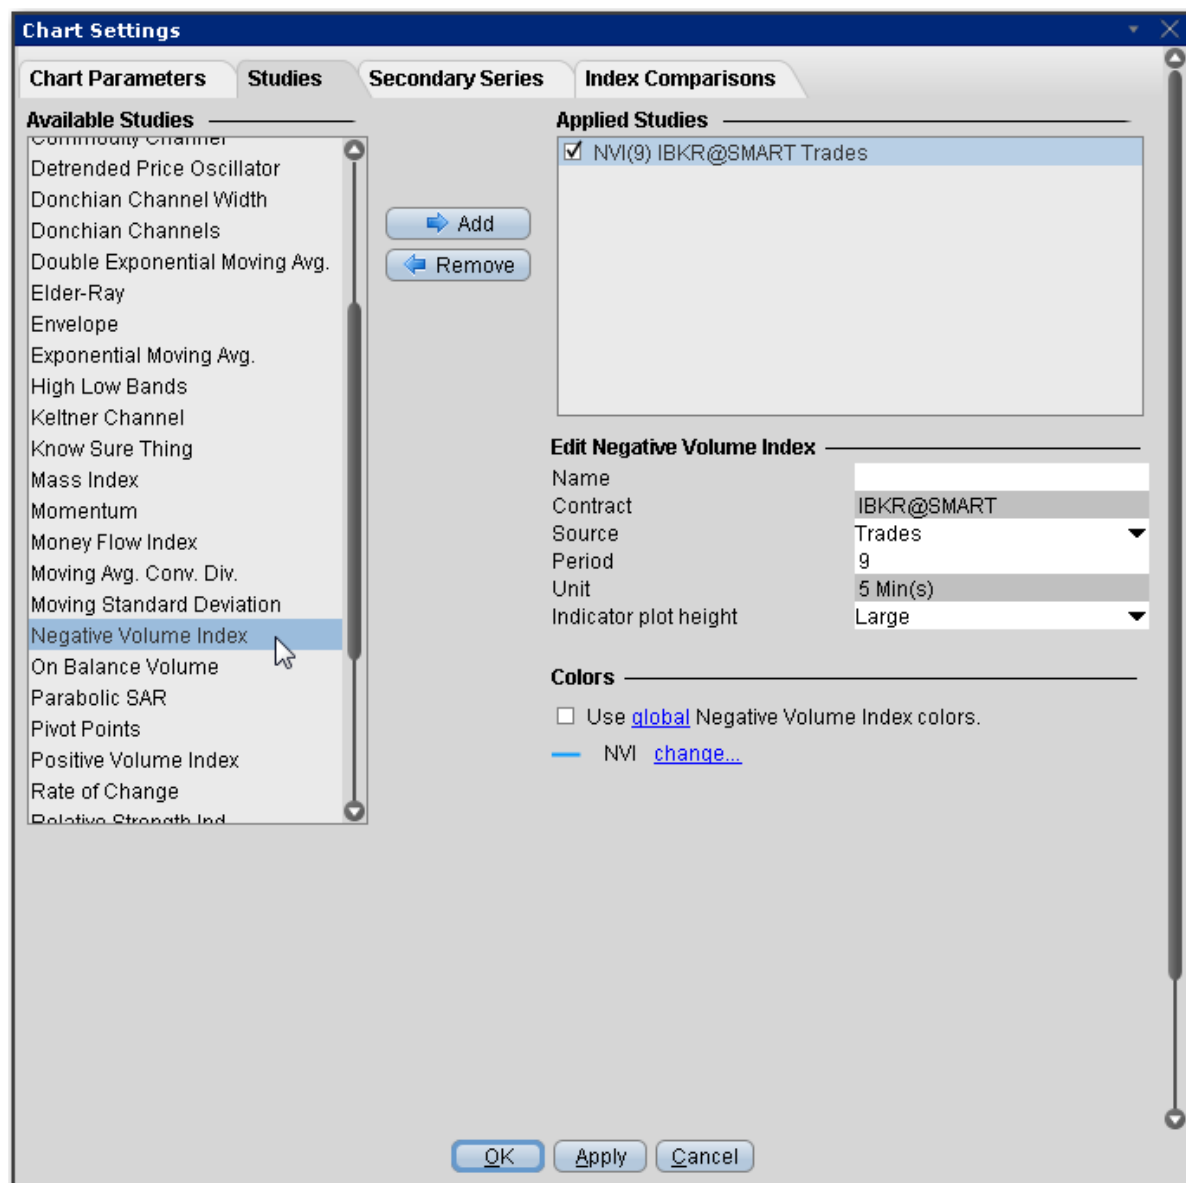 Chart Settings
Chart Parameters
Studies
Secondary Series
Index Comparisons
Available Studies
Commodity Channel
Detrended Price Oscillator
Donchian Channel Width
Donchian Channels
Double Exponential Moving Avg.
Elder-Ray
Envelope
Exponential Moving Avg.
High Low Bands
Keltner Channel
Know Sure Thing
Mass Index
Momentum
Money Flow Index
Moving Avg. Conv. Div.
Moving Standard Deviation
Negative Volume Index
On Balance Volume
Parabolic SAR
Pivot Points
Positive Volume Index
Rate of Change
Relative Strength Ind
Add
Remove
Applied Studies
NVI(9) IBKR@SMART Trades
Edit Negative Volume Index
Name
Contract IBKR@SMART
Source Trades
Period 9
Unit 5 Min(s)
Indicator plot height Large
Colors
Use global Negative Volume Index colors.
NVI change...
OK
Apply
Cancel